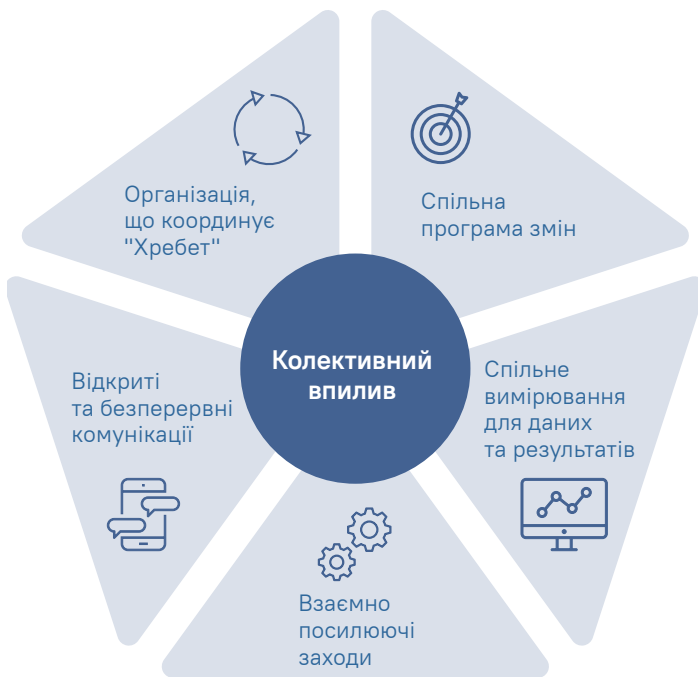 Організація,
що координує
"Хребет"
Спільна
програма змін
Колективний
впилив
Відкриті
та безперервні
комунікації
Спільне
вимірювання
для даних
та результатів
Взаємно
посилюючі
заходи